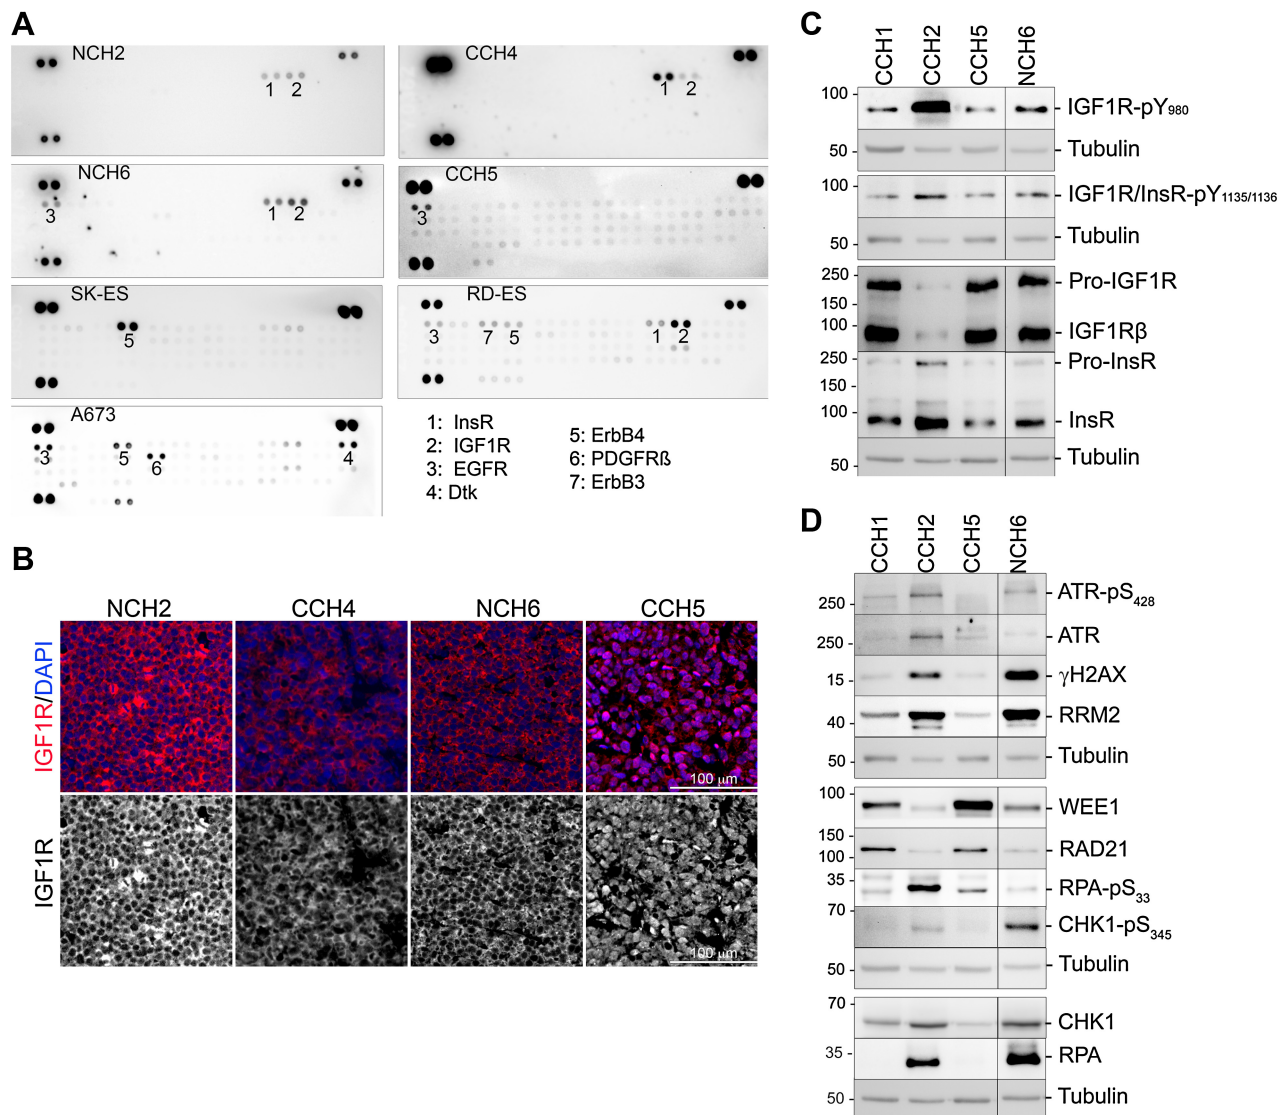 A
NCH2
1 2
CCH4
1 2
NCH6
3
1 2
CCH5
3
SK-ES
5
RD-ES
3 7 5 1 2
A673
3 5 6 4
1: InsR
2: IGF1R
3: EGFR
4: Dtk
5: ErbB4
6: PDGFRß
7: ErbB3
B
NCH2 CCH4 NCH6 CCH5
IGF1R/DAPI
100 µm
IGF1R
100 µm
C
CCH1 CCH2 CCH5 NCH6
100 IGF1R-pY980
50 Tubulin
100 IGF1R/InsR-pY1135/1136
50 Tubulin
250 Pro-IGF1R
150
100 IGF1Rβ
250 Pro-InsR
150
100 InsR
50 Tubulin
D
CCH1 CCH2 CCH5 NCH6
250 ATR-pS428
250 ATR
15 γH2AX
40 RRM2
50 Tubulin
100 WEE1
150
100 RAD21
35 RPA-pS33
70 CHK1-pS345
50 Tubulin
70
CHK1
35 RPA
50 Tubulin